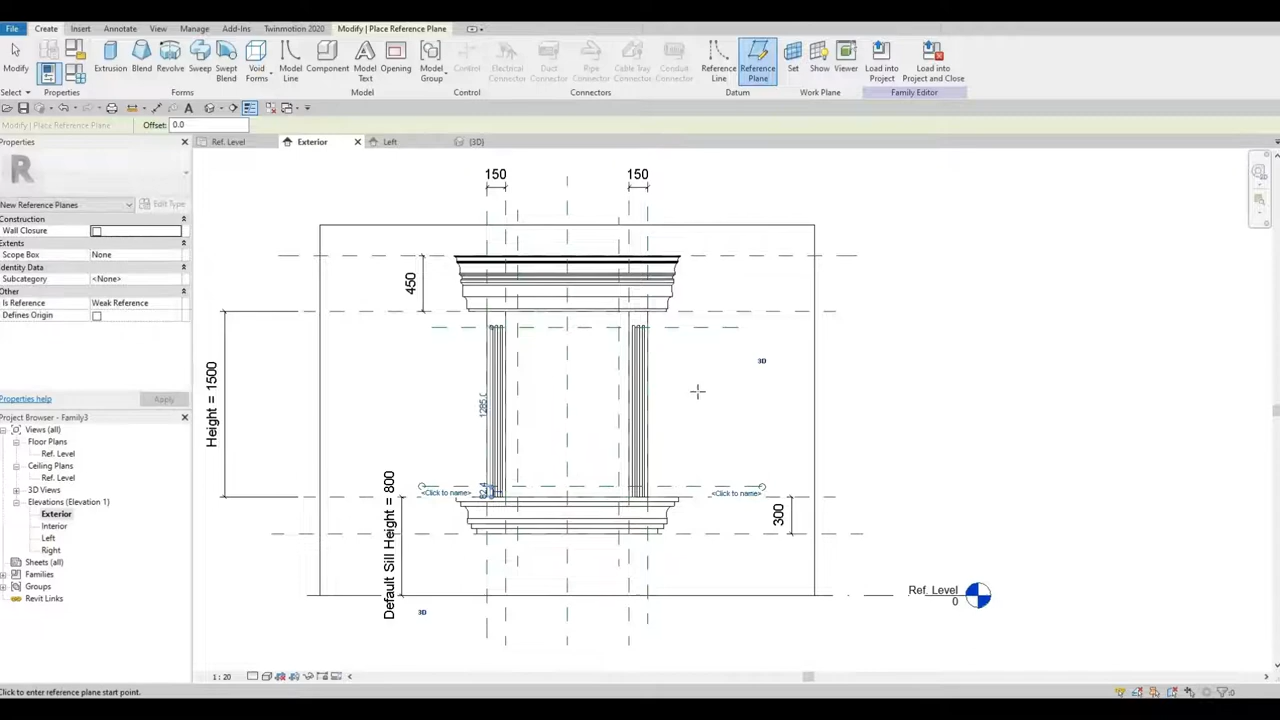 File Create Insert Annotate View Manage Add-Ins Twinmotion 2020 Modify | Place Reference Plane
Modify Extrusion Blend Revolve Sweep Swept Blend Void Forms Model Line Component Model Text Opening Model Group Control Electrical Connector Duct Connector Pipe Connector Cable Tray Connector Conduit Connector Reference Line Reference Plane Set Show Viewer Load into Project Load into Project and Close
Select Properties Forms Model Control Connectors Datum Work Plane Family Editor
Modify | Place Reference Plane Offset: 0.0
Properties
Ref. Level Exterior Left {3D}
R
New Reference Planes Edit Type
Construction
Wall Closure
Extents
Scope Box None
Identity Data
Subcategory <None>
Other
Is Reference Weak Reference
Defines Origin
Properties help Apply
Project Browser - Family3
Views (all)
Floor Plans
Ref. Level
Ceiling Plans
Ref. Level
3D Views
Elevations (Elevation 1)
Exterior
Interior
Left
Right
Sheets (all)
Families
Groups
Revit Links
150 150
450
Height = 1500
3D
<Click to name> <Click to name>
Default Sill Height = 800
300
Ref. Level
0
3D
1 : 20
Click to enter reference plane start point.
:0